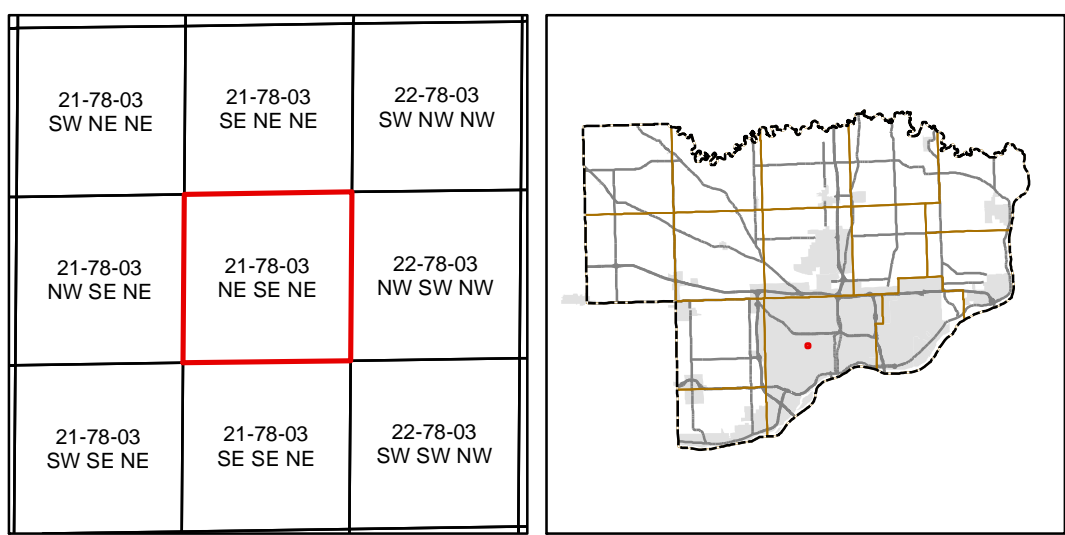 21-78-03
SW NE NE
21-78-03
SE NE NE
22-78-03
SW NW NW
21-78-03
NW SE NE
21-78-03
NE SE NE
22-78-03
NW SW NW
21-78-03
SW SE NE
21-78-03
SE SE NE
22-78-03
SW SW NW